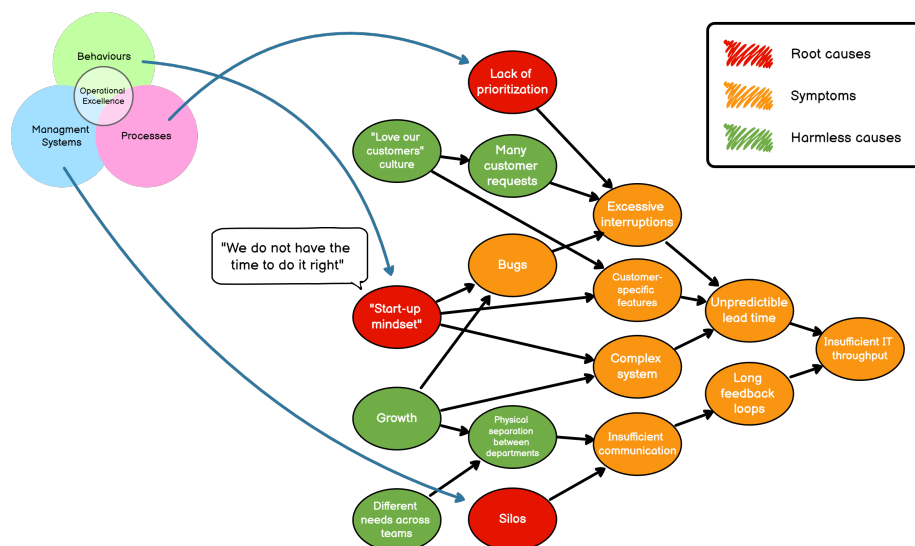 Behaviours
Operational
Excellence
Managment
Systems
Processes
Root causes
Symptoms
Harmless causes
Lack of
prioritization
"Love our
customers"
culture
Many
customer
requests
Excessive
interruptions
"We do not have the
time to do it right"
Bugs
Customer-
specific
features
"Start-up
mindset"
Unpredictible
lead time
Insufficient IT
throughput
Complex
system
Long
feedback
loops
Growth
Physical
separation
between
departments
Insufficient
communication
Different
needs across
teams
Silos